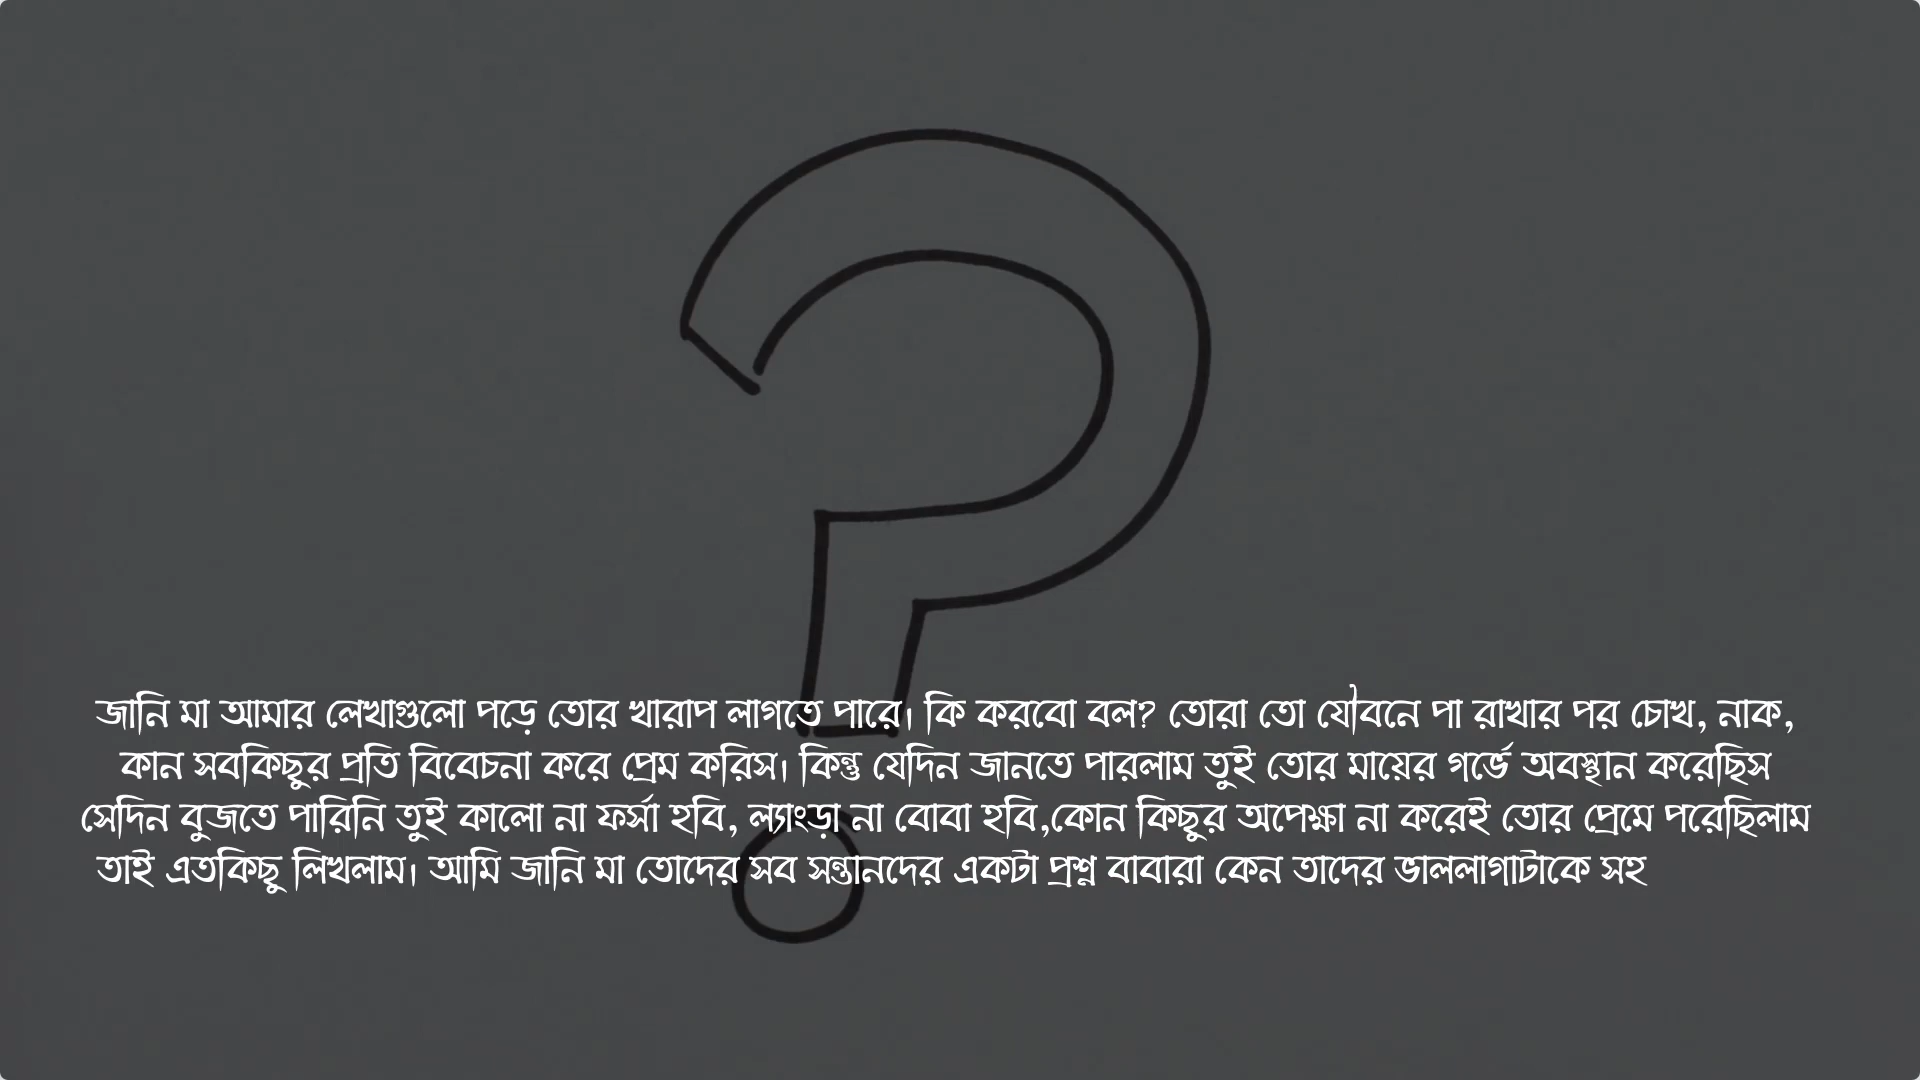 জানি মা আমার লেখাগুলো পড়ে তোর খারাপ লাগতে পারে। কি করবো বল? তোরা তো যৌবনে পা রাখার পর চোখ, নাক,
কান সবকিছুর প্রতি বিবেচনা করে প্রেম করিস। কিন্তু যেদিন জানতে পারলাম তুই তোর মায়ের গর্ভে অবস্থান করেছিস
সেদিন বুজতে পারিনি তুই কালো না ফর্সা হবি, ল্যাংড়া না বোবা হবি,কোন কিছুর অপেক্ষা না করেই তোর প্রেমে পরেছিলাম
তাই এতকিছু লিখলাম। আমি জানি মা তোদের সব সন্তানদের একটা প্রশ্ন বাবারা কেন তাদের ভাললাগাটাকে সহ